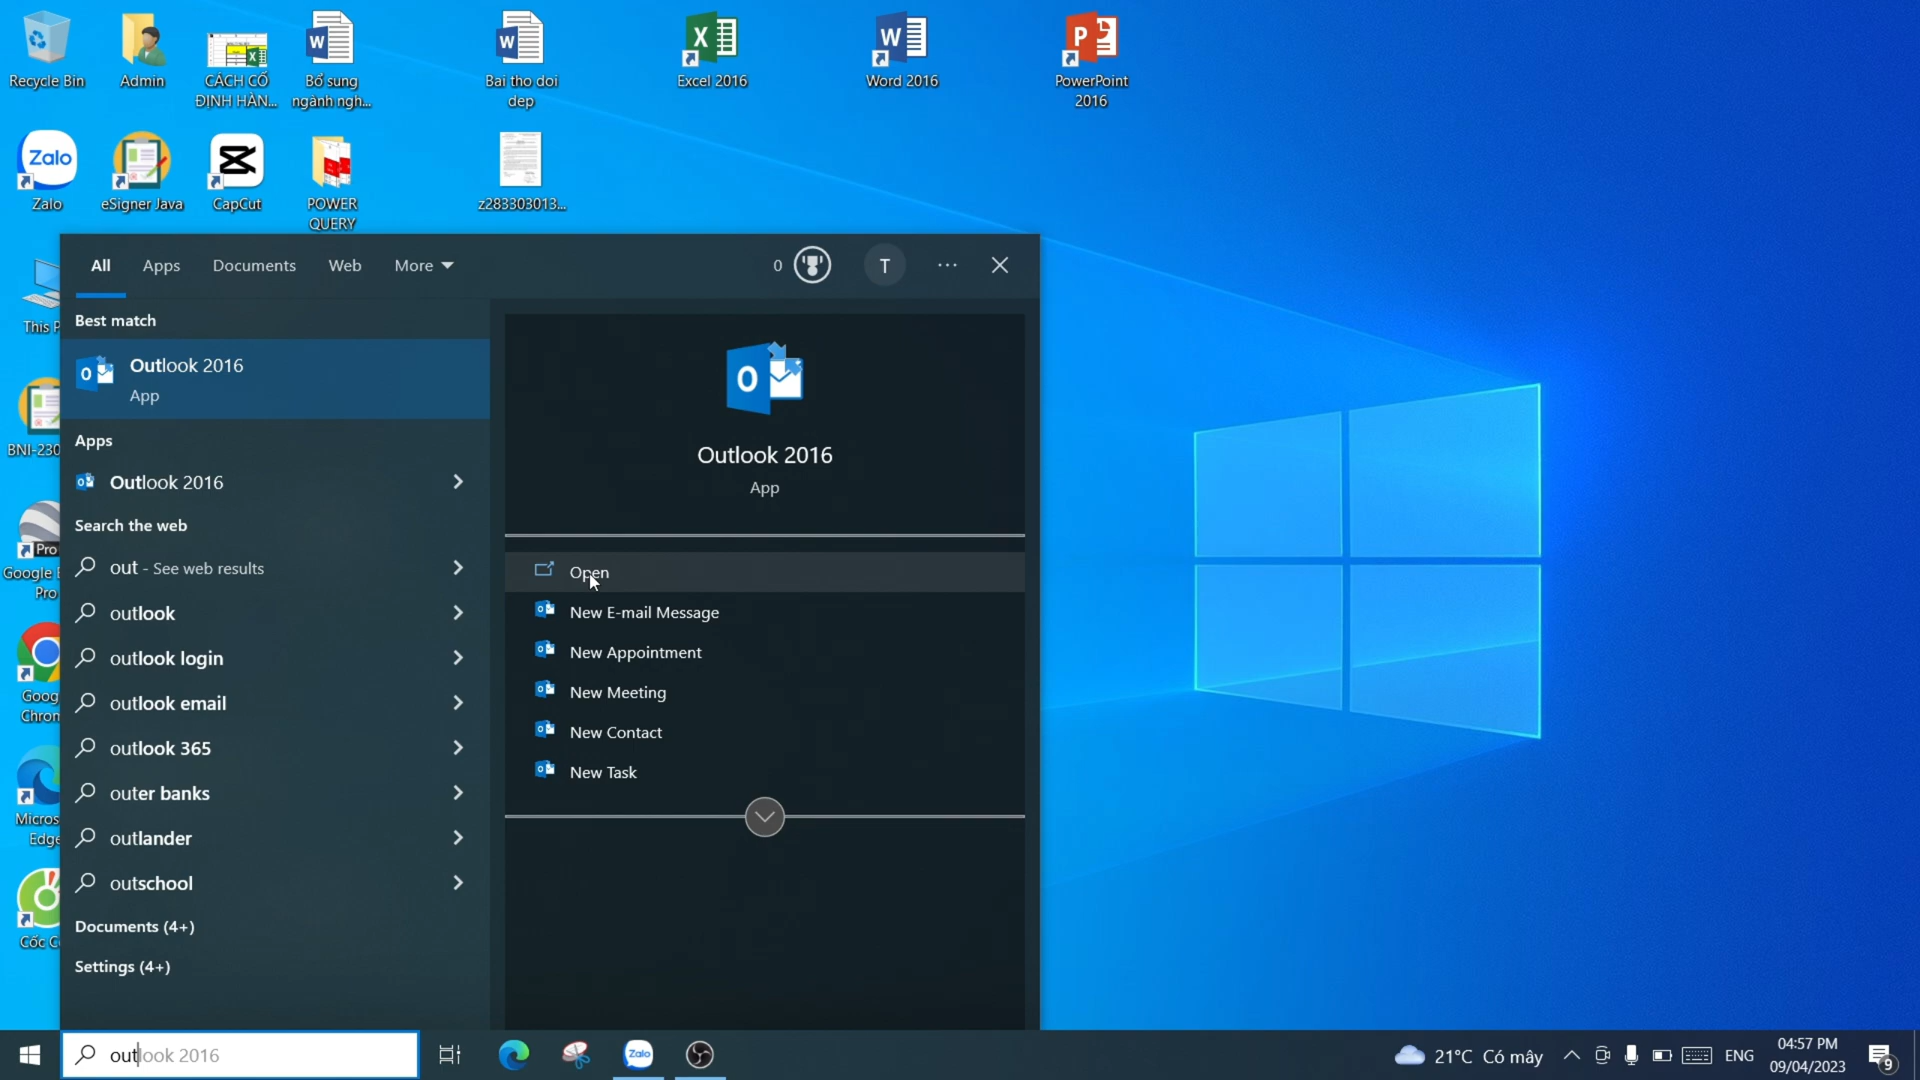 Recycle Bin
Admin
CÁCH CỐ
ĐỊNH HÀN...
Bổ sung
ngành ngh...
Bai tho doi
dep
Excel 2016
Word 2016
PowerPoint
2016
Zalo
Zalo
eSigner Java
CapCut
POWER
QUERY
z283303013...
This P
BNI-230
Pro
Google E
Pro
Goog
Chron
Micros
Edge
Cốc C
All
Apps
Documents
Web
More
0
T
Best match
Outlook 2016
App
Apps
Outlook 2016
Search the web
out - See web results
outlook
outlook login
outlook email
outlook 365
outer banks
outlander
outschool
Documents (4+)
Settings (4+)
Outlook 2016
App
Open
New E-mail Message
New Appointment
New Meeting
New Contact
New Task
outlook 2016
Zalo
21°C Có mây
ENG
04:57 PM
09/04/2023
9